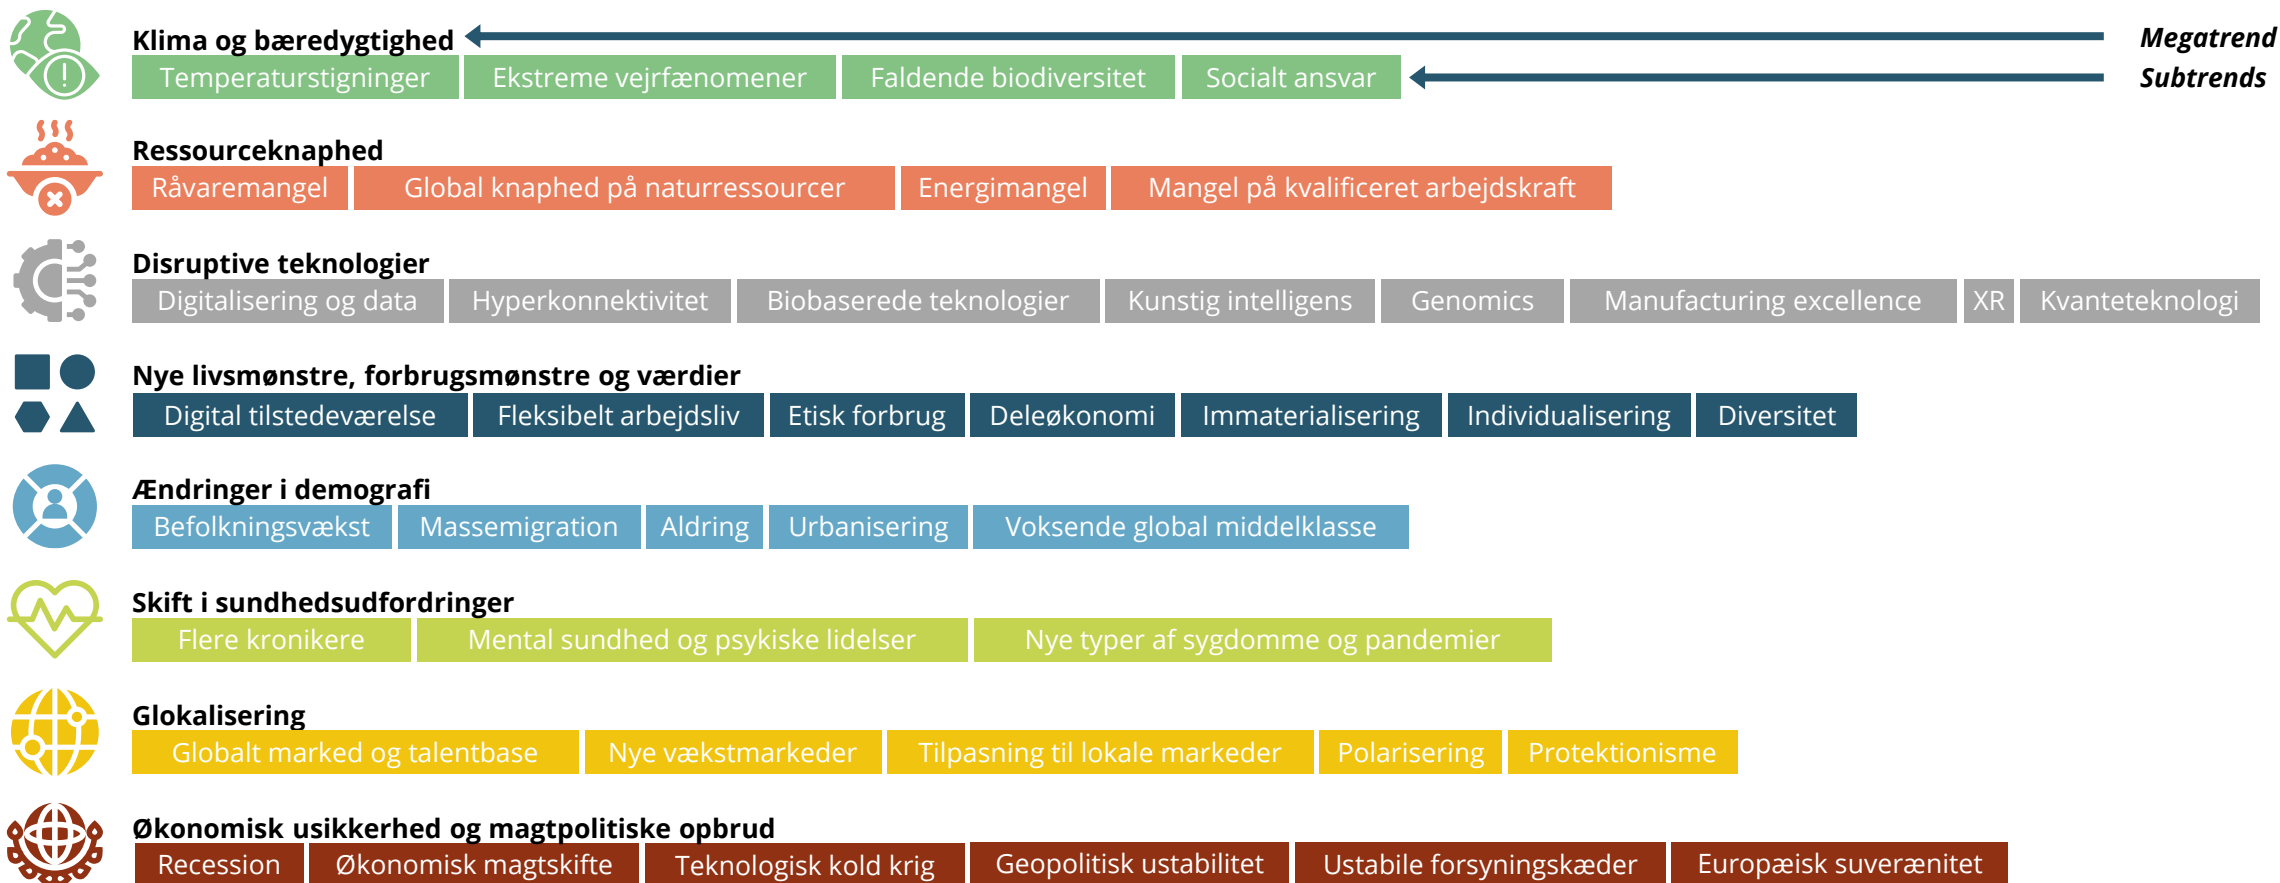 Klima og bæredygtighed Megatrend
Temperaturstigninger Ekstreme vejrfænomener Faldende biodiversitet Socialt ansvar Subtrends
Ressourceknaphed
Råvaremangel Global knaphed på naturressourcer Energimangel Mangel på kvalificeret arbejdskraft
Disruptive teknologier
Digitalisering og data Hyperkonnektivitet Biobaserede teknologier Kunstig intelligens Genomics Manufacturing excellence XR Kvanteteknologi
Nye livsmønstre, forbrugsmønstre og værdier
Digital tilstedeværelse Fleksibelt arbejdsliv Etisk forbrug Deleøkonomi Immaterialisering Individualisering Diversitet
Ændringer i demografi
Befolkningsvækst Massemigration Aldring Urbanisering Voksende global middelklasse
Skift i sundhedsudfordringer
Flere kronikere Mental sundhed og psykiske lidelser Nye typer af sygdomme og pandemier
Glokalisering
Globalt marked og talentbase Nye vækstmarkeder Tilpasning til lokale markeder Polarisering Protektionisme
Økonomisk usikkerhed og magtpolitiske opbrud
Recession Økonomisk magtskifte Teknologisk kold krig Geopolitisk ustabilitet Ustabile forsyningskæder Europæisk suverænitet